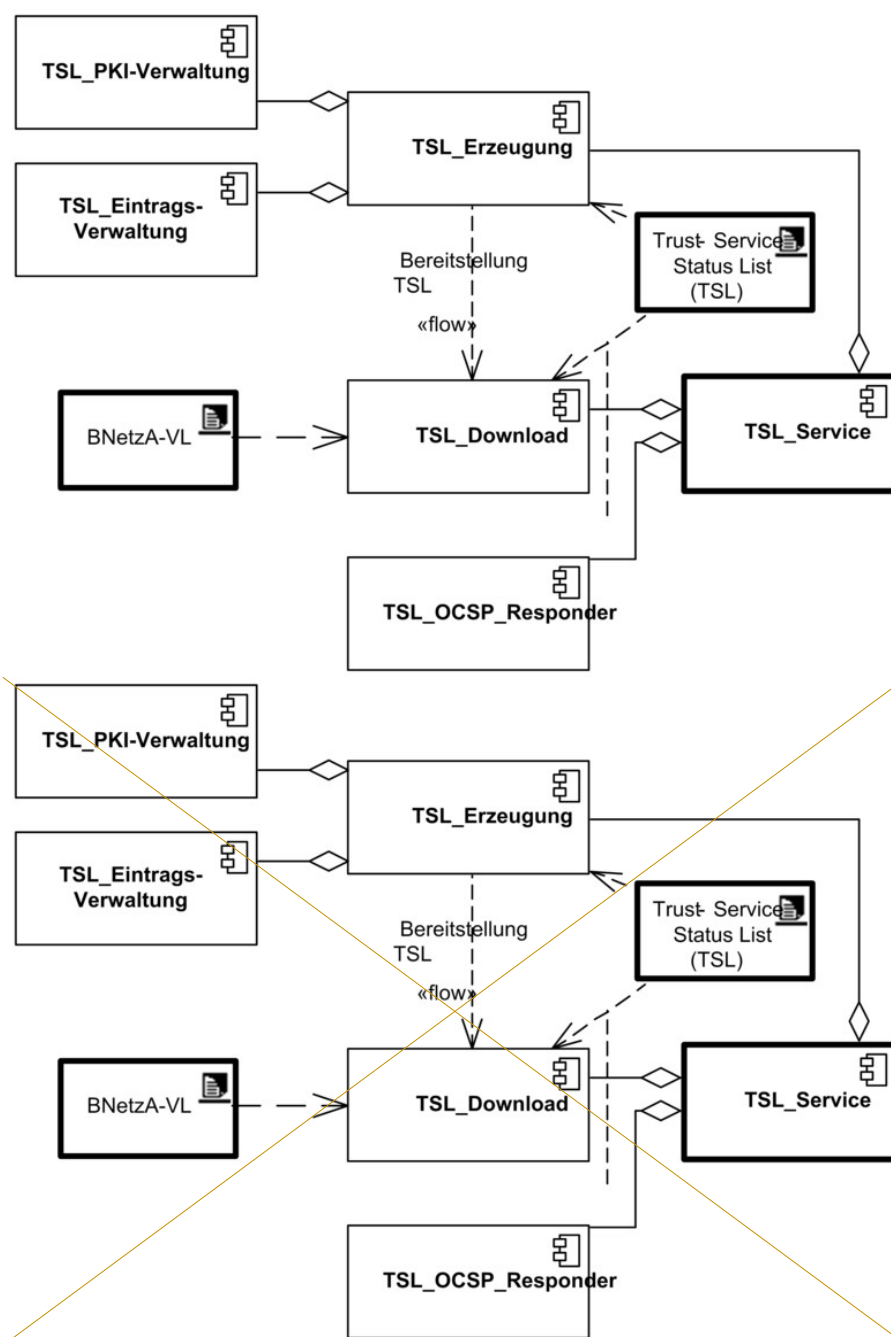 TSL_PKI-Verwaltung
TSL_Erzeugung
TSL_Eintrags-
Verwaltung
Trust- Service
Status List
(TSL)
Bereitstellung
TSL
«flow»
BNetzA-VL
TSL_Download
TSL_Service
TSL_OCSP_Responder
TSL_PKI-Verwaltung
TSL_Erzeugung
TSL_Eintrags-
Verwaltung
Trust- Service
Status List
(TSL)
Bereitstellung
TSL
«flow»
BNetzA-VL
TSL_Download
TSL_Service
TSL_OCSP_Responder